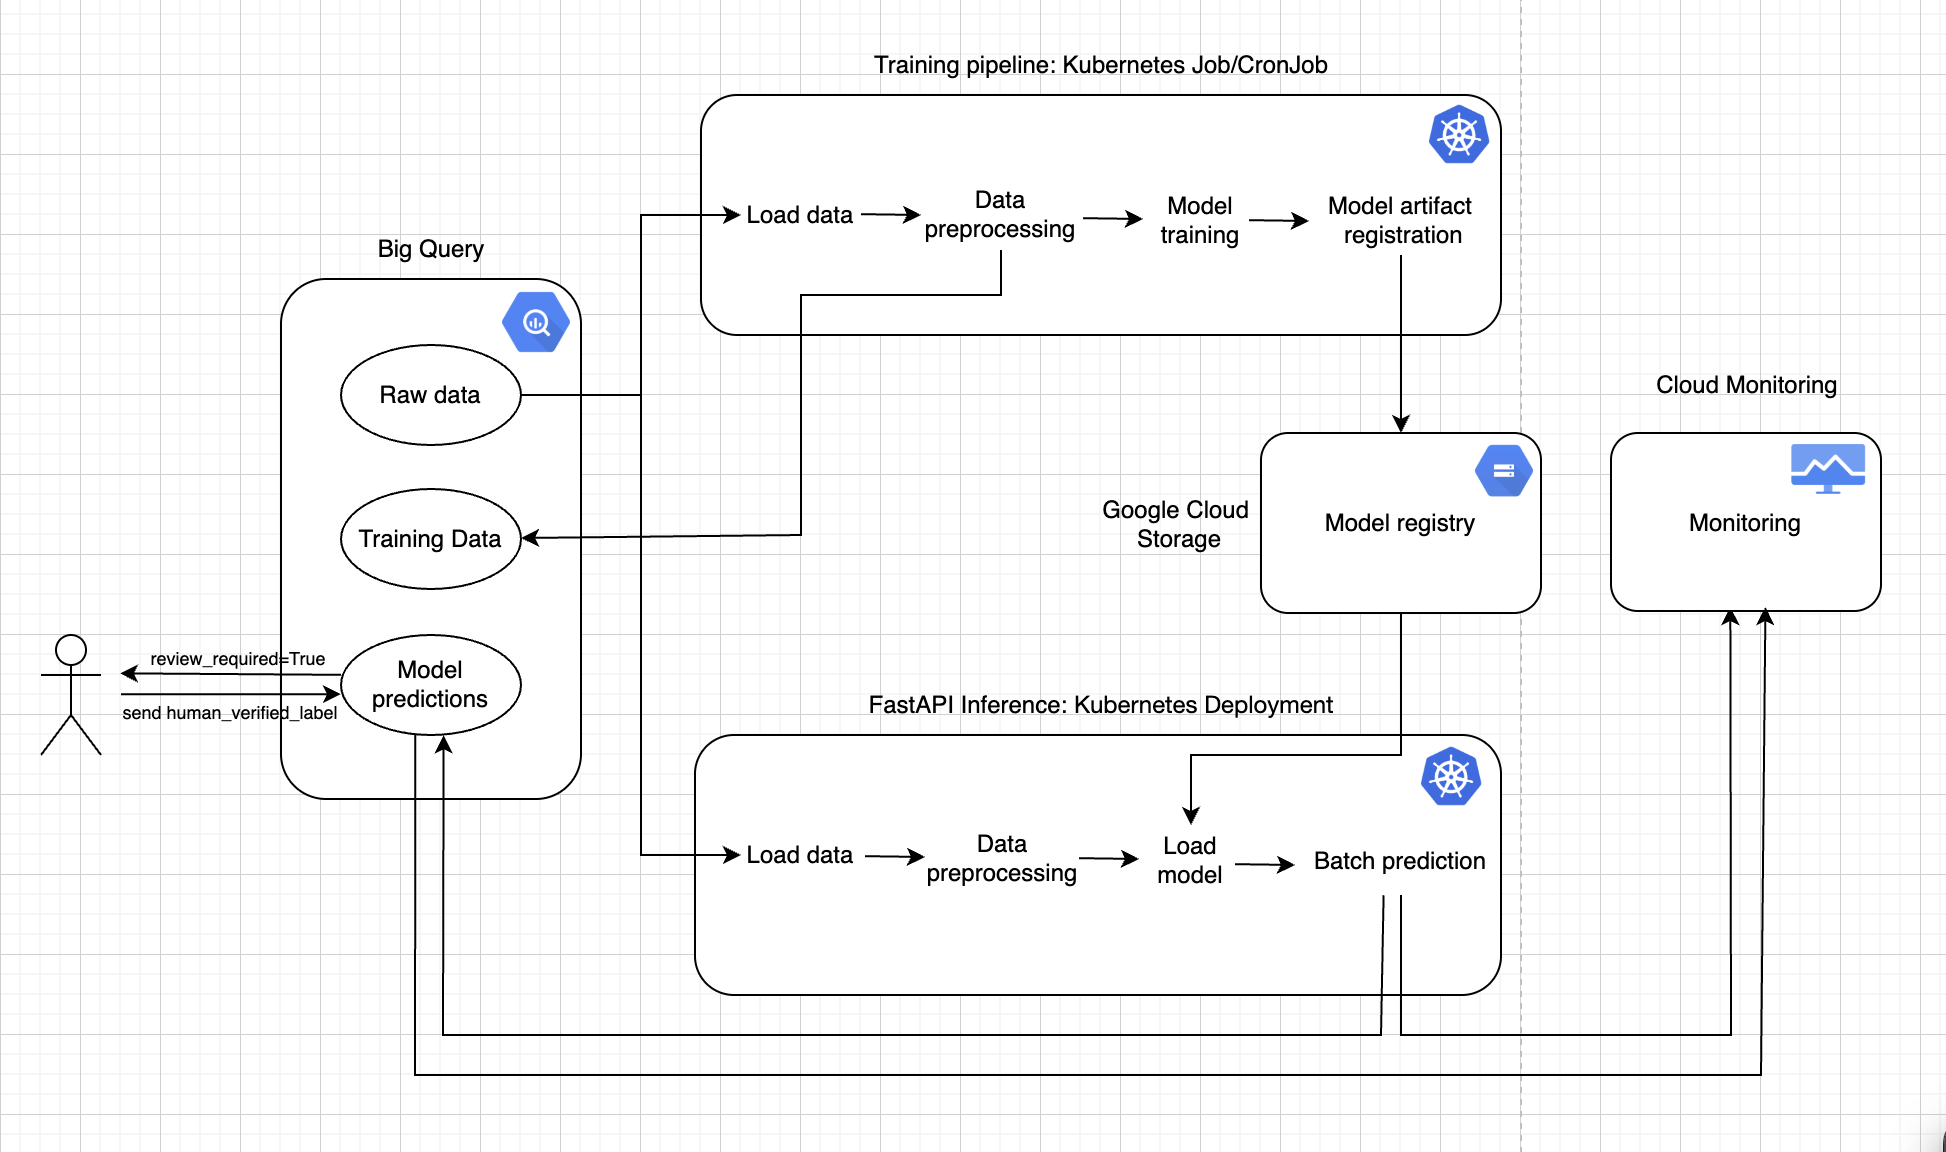 Training pipeline: Kubernetes Job/CronJob
Load data
Data
preprocessing
Model
training
Model artifact
registration
Big Query
Raw data
Training Data
Model
predictions
review_required=True
send human_verified_label
Google Cloud
Storage
Model registry
Cloud Monitoring
Monitoring
FastAPI Inference: Kubernetes Deployment
Load data
Data
preprocessing
Load
model
Batch prediction